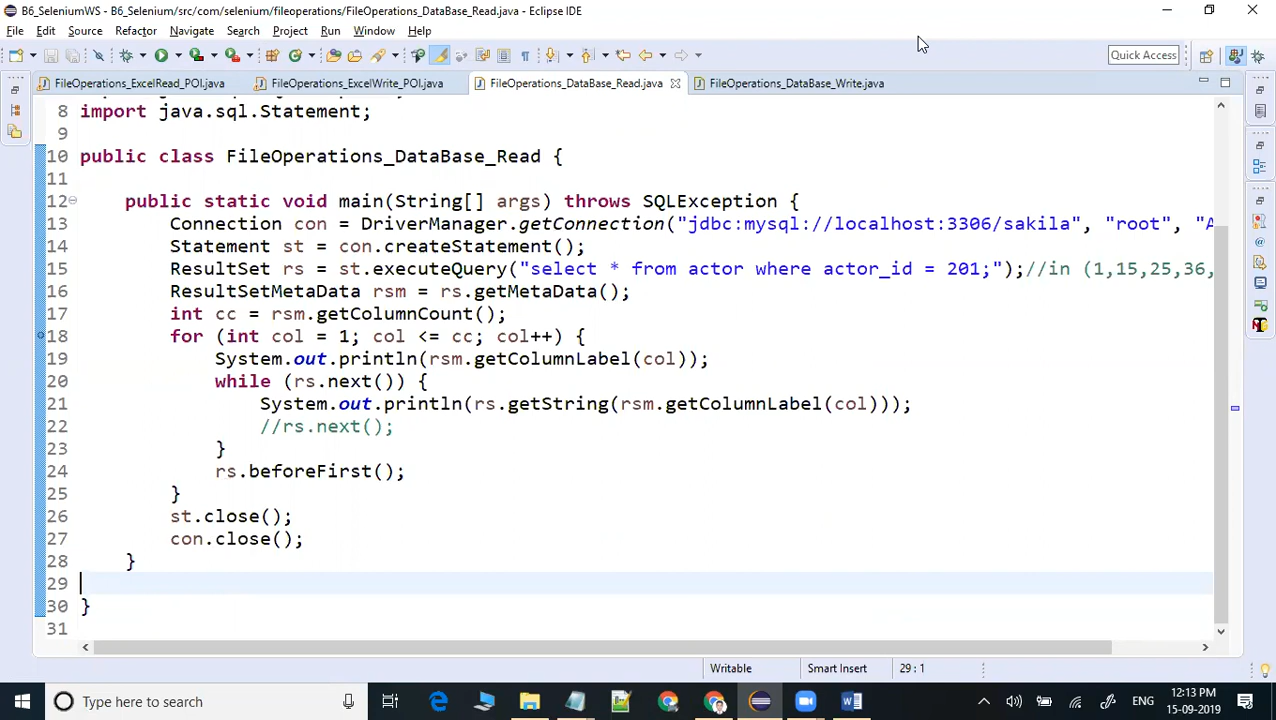 B6_SeleniumWS - B6_Selenium/src/com/selenium/fileoperations/FileOperations_DataBase_Read.java - Eclipse IDE
File Edit Source Refactor Navigate Search Project Run Window Help
Quick Access
FileOperations_ExcelRead_POI.java FileOperations_ExcelWrite_POI.java FileOperations_DataBase_Read.java FileOperations_DataBase_Write.java
8 import java.sql.Statement;
9
10 public class FileOperations_DataBase_Read {
11
12 public static void main(String[] args) throws SQLException {
13 Connection con = DriverManager.getConnection("jdbc:mysql://localhost:3306/sakila", "root", "A
14 Statement st = con.createStatement();
15 ResultSet rs = st.executeQuery("select * from actor where actor_id = 201;");//in (1,15,25,36,
16 ResultSetMetaData rsm = rs.getMetaData();
17 int cc = rsm.getColumnCount();
18 for (int col = 1; col <= cc; col++) {
19 System.out.println(rsm.getColumnLabel(col));
20 while (rs.next()) {
21 System.out.println(rs.getString(rsm.getColumnLabel(col)));
22 //rs.next();
23 }
24 rs.beforeFirst();
25 }
26 st.close();
27 con.close();
28 }
29
30 }
31
Writable Smart Insert 29 : 1
Type here to search
ENG
12:13 PM
15-09-2019